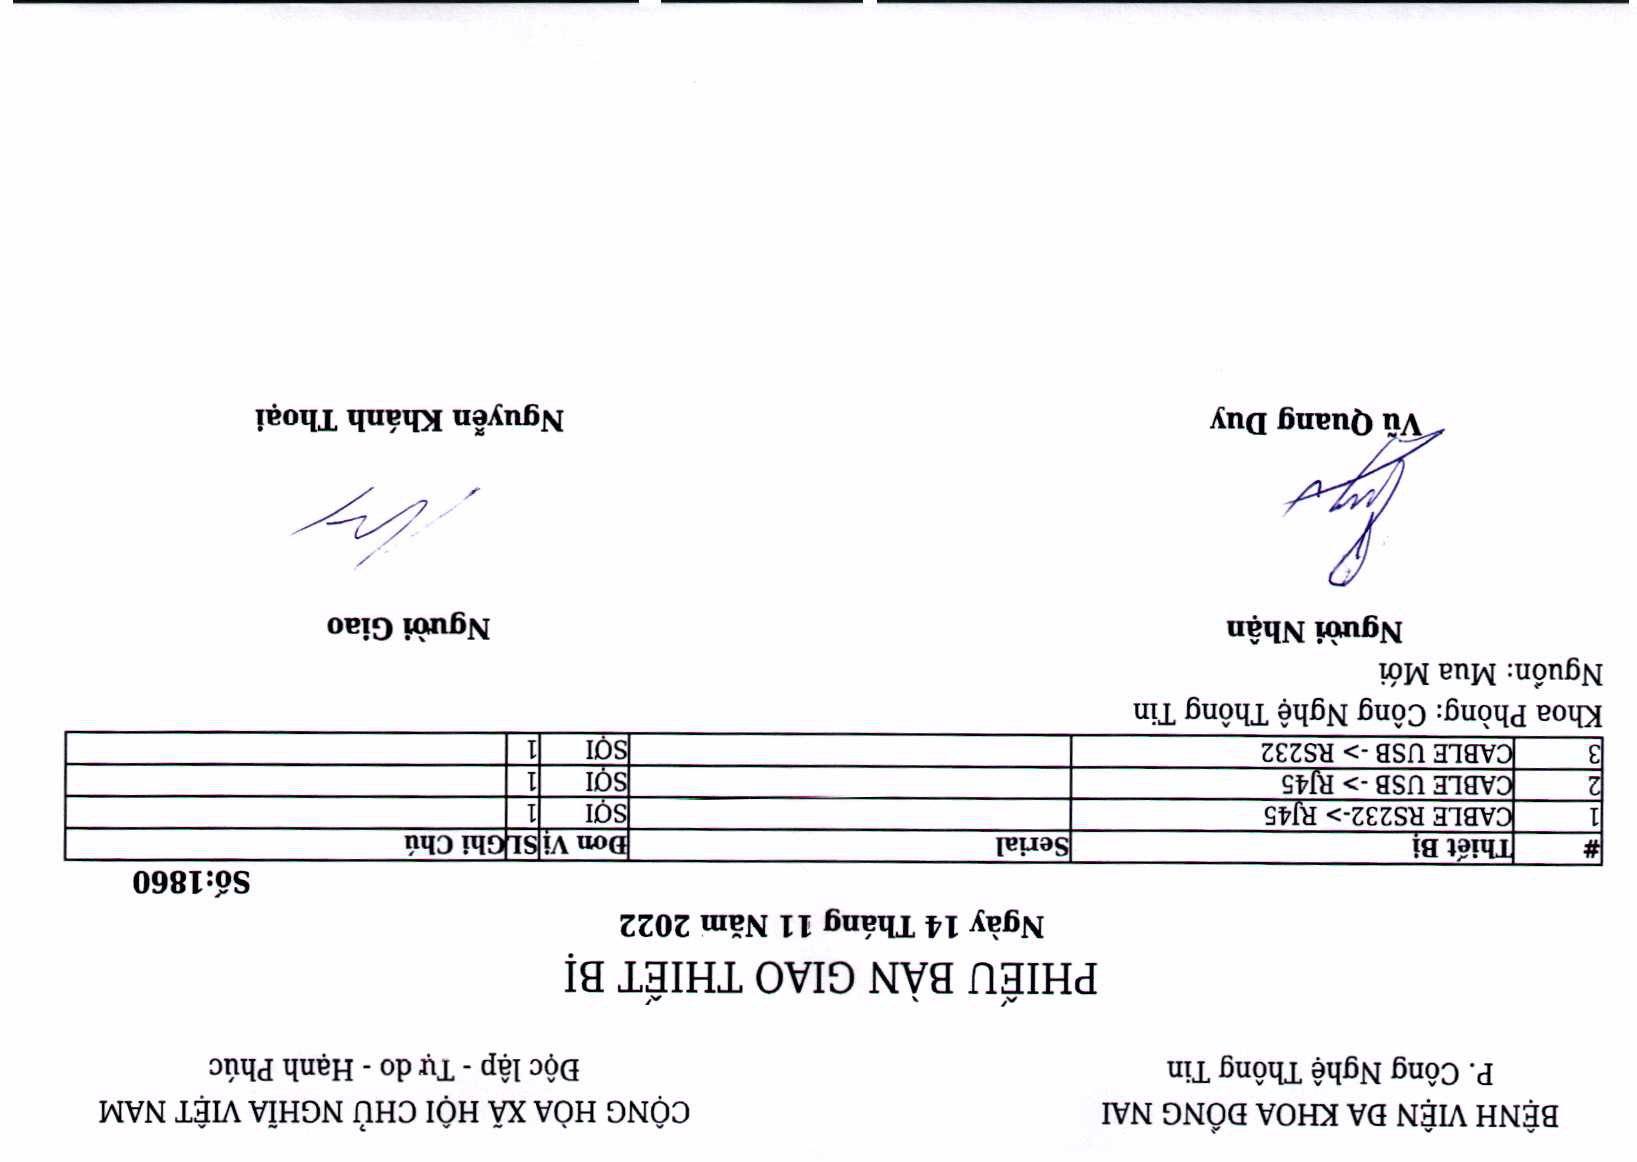 BỆNH VIỆN ĐA KHOA ĐỒNG NAI
P. Công Nghệ Thông Tin
CỘNG HÒA XÃ HỘI CHỦ NGHĨA VIỆT NAM
Độc lập - Tự do - Hạnh Phúc
PHIẾU BÀN GIAO THIẾT BỊ
Ngày 14 Tháng 11 Năm 2022
Số:1860
# Thiết Bị Serial Đơn Vị SL Ghi Chú
1 CABLE RS232-> RJ45 SỢI 1
2 CABLE USB -> RJ45 SỢI 1
3 CABLE USB -> RS232 SỢI 1
Khoa Phòng: Công Nghệ Thông Tin
Nguồn: Mua Mới
Người Nhận Người Giao
Vũ Quang Duy Nguyễn Khánh Thoại